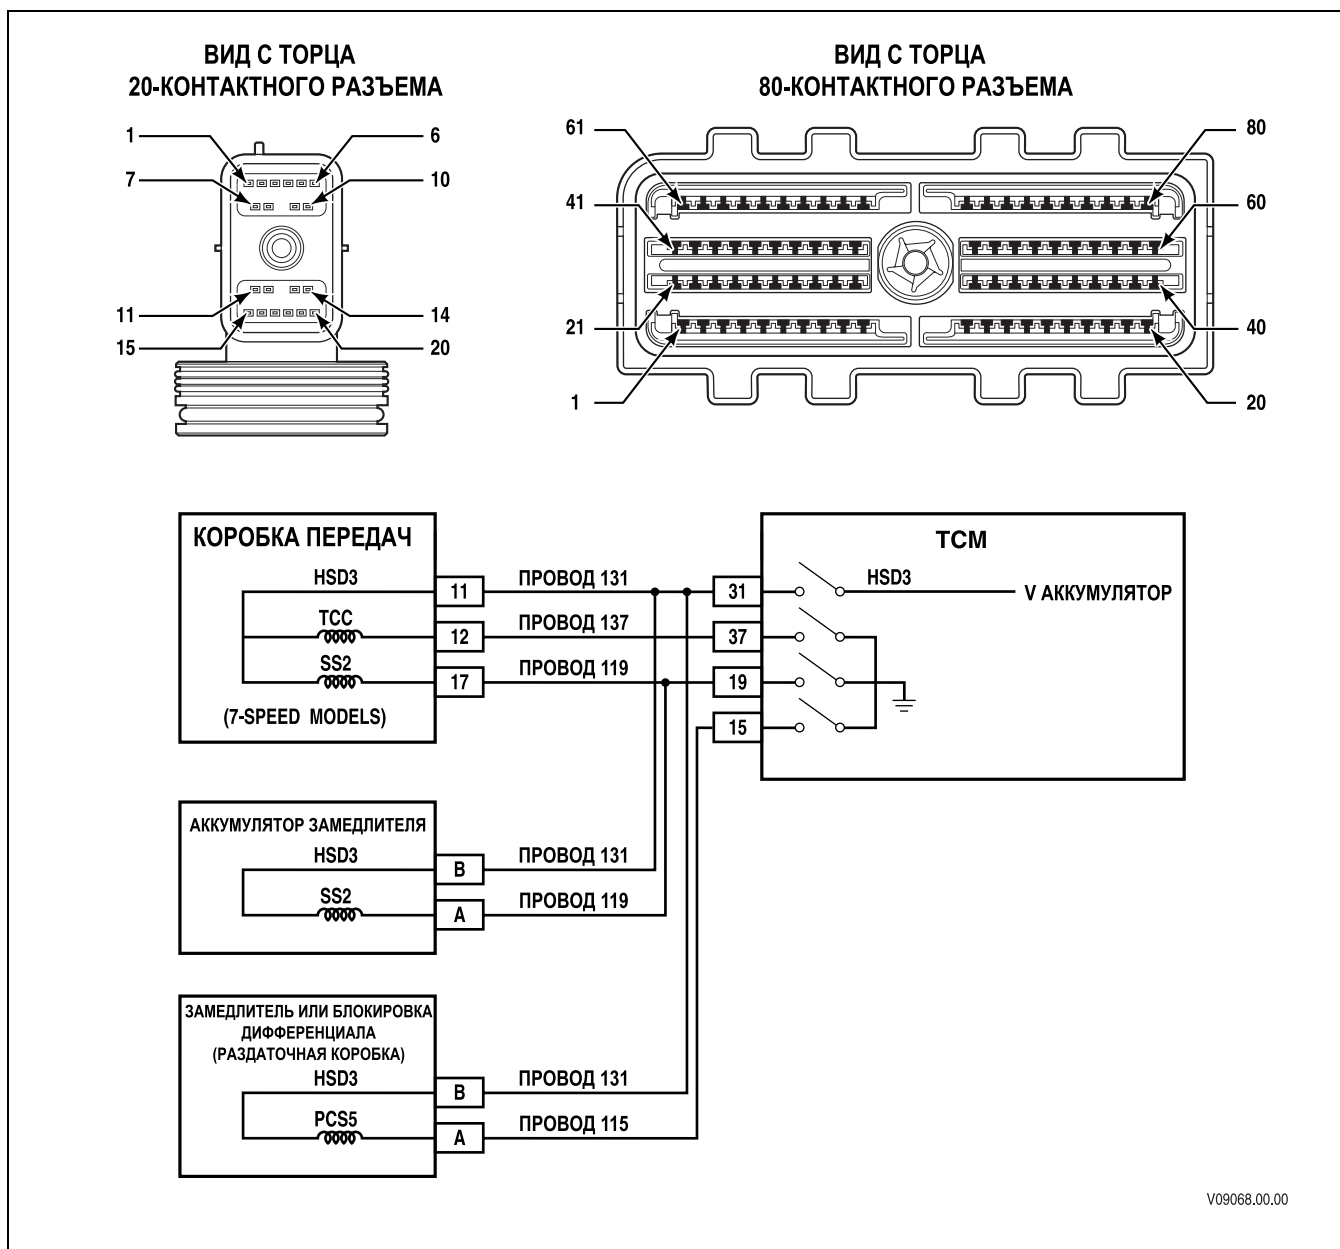 ВИД С ТОРЦА
20-КОНТАКТНОГО РАЗЪЕМА
ВИД С ТОРЦА
80-КОНТАКТНОГО РАЗЪЕМА
1
6
7
10
11
14
15
20
61
80
41
60
21
40
1
20
КОРОБКА ПЕРЕДАЧ
HSD3
11
ПРОВОД 131
TCC
12
ПРОВОД 137
SS2
17
ПРОВОД 119
(7-SPEED MODELS)
TCM
31
HSD3
V АККУМУЛЯТОР
37
19
15
АККУМУЛЯТОР ЗАМЕДЛИТЕЛЯ
HSD3
B
ПРОВОД 131
SS2
A
ПРОВОД 119
ЗАМЕДЛИТЕЛЬ ИЛИ БЛОКИРОВКА
ДИФФЕРЕНЦИАЛА
(РАЗДАТОЧНАЯ КОРОБКА)
HSD3
B
ПРОВОД 131
PCS5
A
ПРОВОД 115
V09068.00.00